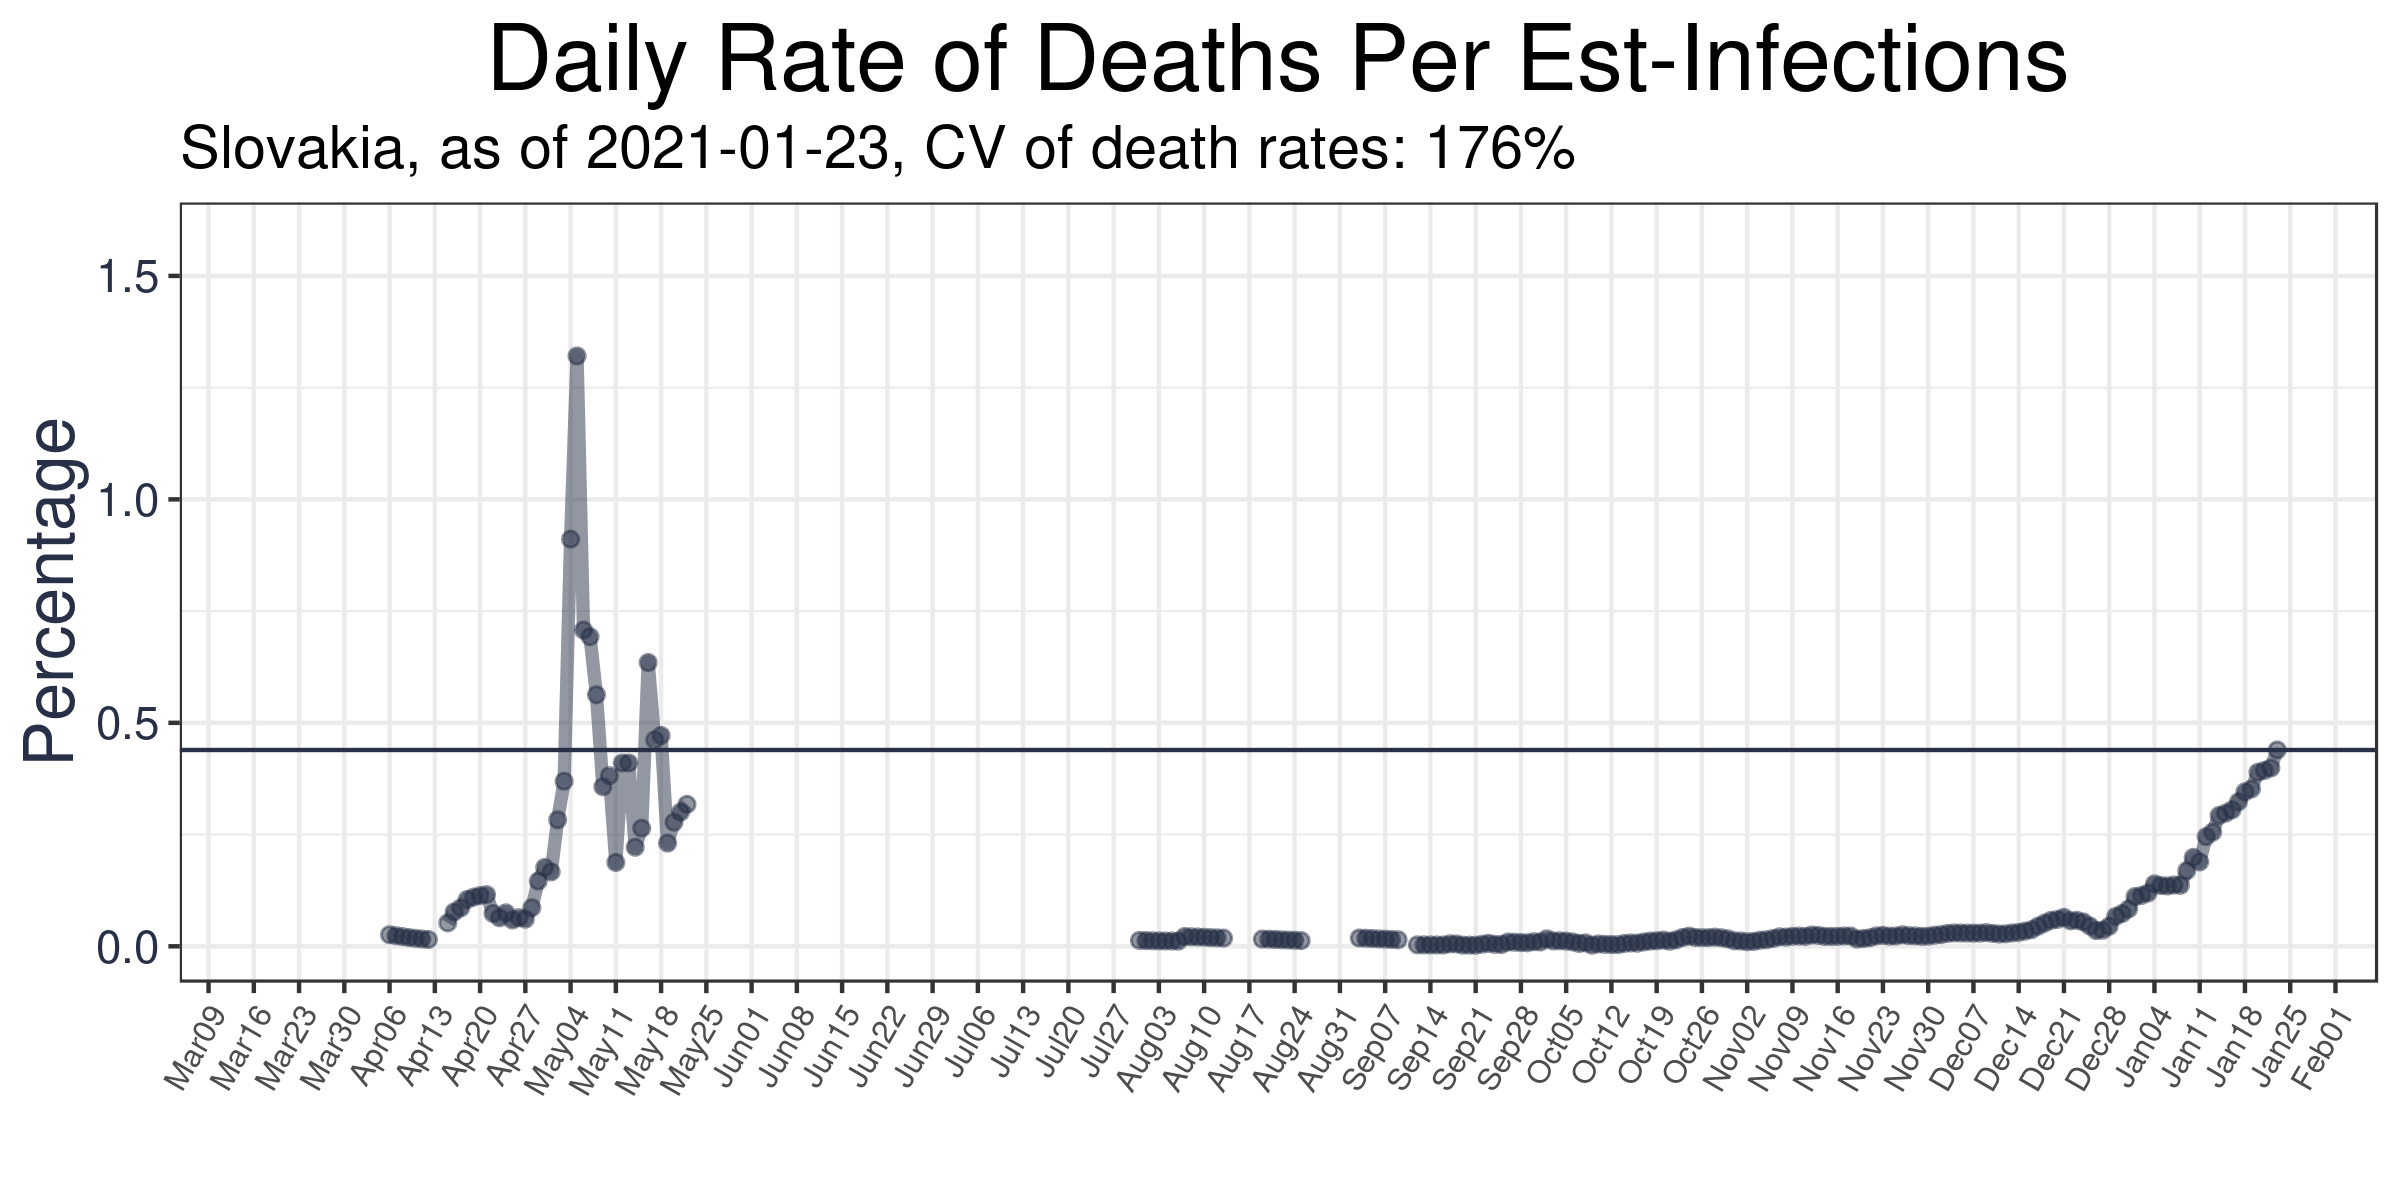 Daily Rate of Deaths Per Est-Infections
Slovakia, as of 2021-01-23, CV of death rates: 176%
Percentage
1.5
1.0
0.5
0.0
Mar09
Mar16
Mar23
Mar30
Apr06
Apr13
Apr20
Apr27
May04
May11
May18
May25
Jun01
Jun08
Jun15
Jun22
Jun29
Jul06
Jul13
Jul20
Jul27
Aug03
Aug10
Aug17
Aug24
Aug31
Sep07
Sep14
Sep21
Sep28
Oct05
Oct12
Oct19
Oct26
Nov02
Nov09
Nov16
Nov23
Nov30
Dec07
Dec14
Dec21
Dec28
Jan04
Jan11
Jan18
Jan25
Feb01